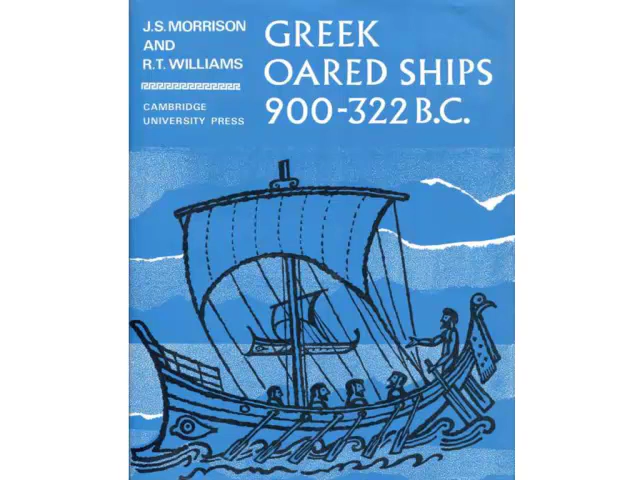 J.S.MORRISON
AND
R.T. WILLIAMS
CAMBRIDGE
UNIVERSITY PRESS
GREEK
OARED SHIPS
900-322 B.C.